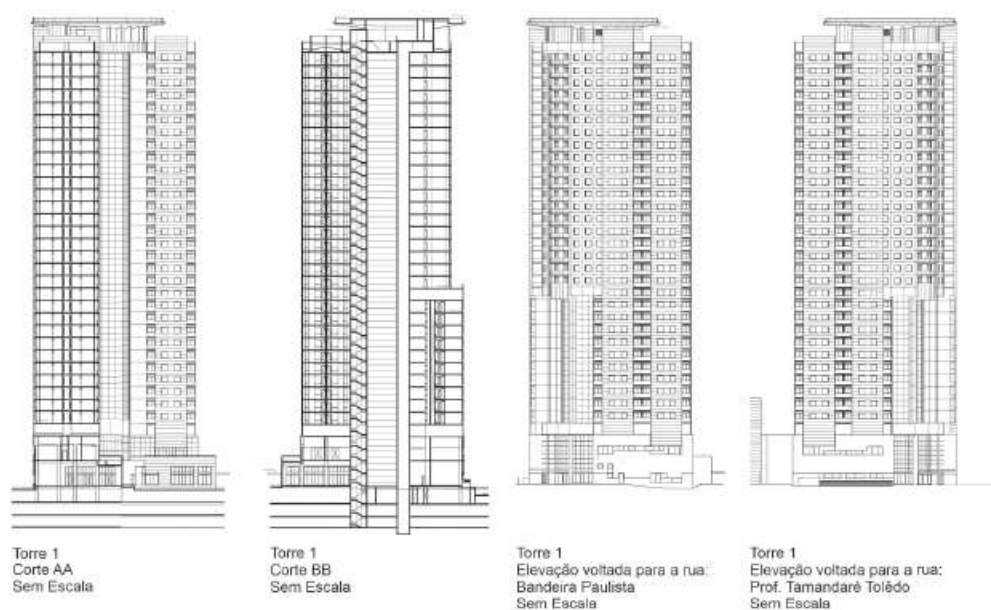 Torre 1
Corte AA
Sem Escala
Torre 1
Corte BB
Sem Escala
Torre 1
Elevação voltada para a rua:
Bandeira Paulista
Sem Escala
Torre 1
Elevação voltada para a rua:
Prof. Tamandaré Tolêdo
Sem Escala